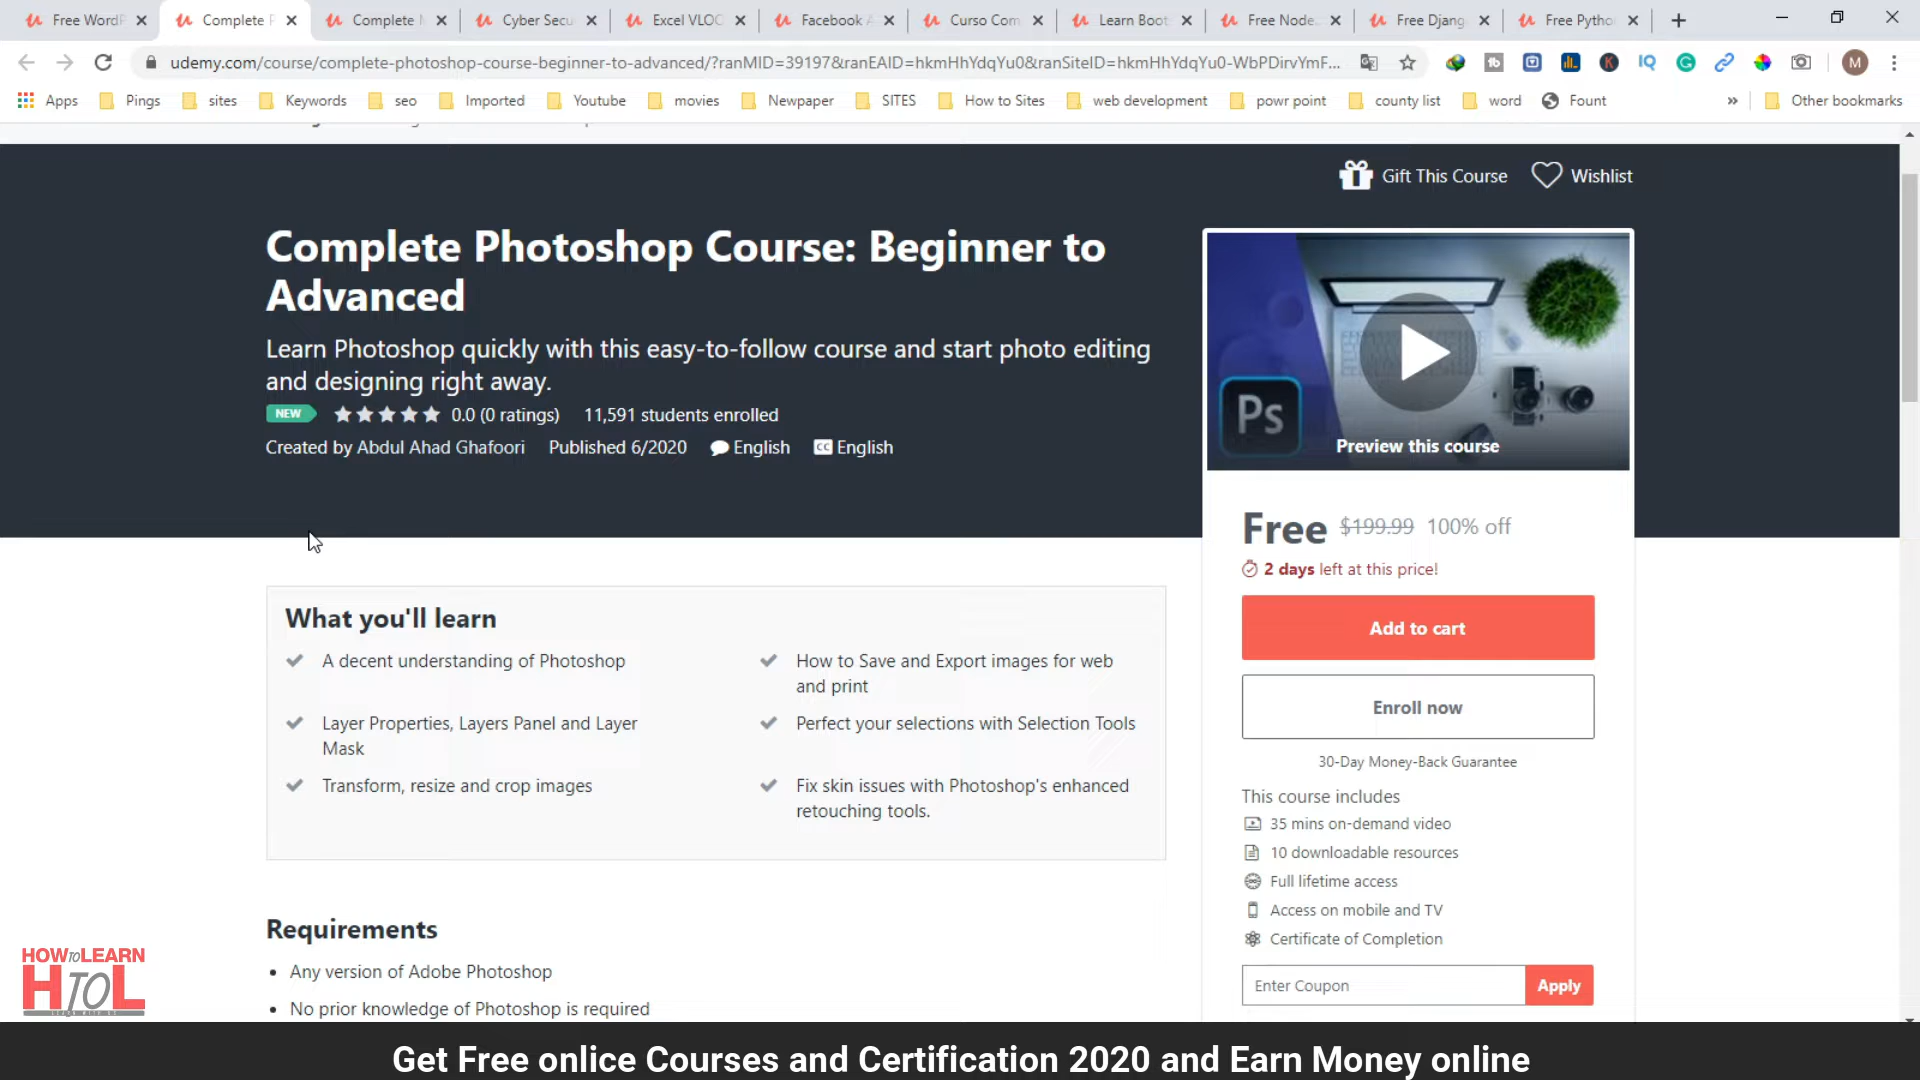 Free WordP
Complete P
Complete
Cyber Secu
Excel VLOO
Facebook A
Curso Com
Learn Boot
Free Node.
Free Djang
Free Pytho
udemy.com/course/complete-photoshop-course-beginner-to-advanced/?ranMID=39197&ranEAID=hkmHhYdqYu0&ranSiteID=hkmHhYdqYu0-WbPDirvYmF...
M
Apps
Pings
sites
Keywords
seo
Imported
Youtube
movies
Newpaper
SITES
How to Sites
web development
powr point
county list
word
Fount
»
Other bookmarks
Gift This Course
Wishlist
Complete Photoshop Course: Beginner to
Advanced
Learn Photoshop quickly with this easy-to-follow course and start photo editing
and designing right away.
NEW 0.0 (0 ratings) 11,591 students enrolled
Created by Abdul Ahad Ghafoori Published 6/2020 English CC English
Ps
Preview this course
Free $199.99 100% off
2 days left at this price!
Add to cart
Enroll now
30-Day Money-Back Guarantee
This course includes
35 mins on-demand video
10 downloadable resources
Full lifetime access
Access on mobile and TV
Certificate of Completion
Enter Coupon
Apply
What you'll learn
A decent understanding of Photoshop
Layer Properties, Layers Panel and Layer
Mask
Transform, resize and crop images
How to Save and Export images for web
and print
Perfect your selections with Selection Tools
Fix skin issues with Photoshop's enhanced
retouching tools.
Requirements
• Any version of Adobe Photoshop
• No prior knowledge of Photoshop is required
HOWtoLEARN
HTOL
Get Free onlice Courses and Certification 2020 and Earn Money online